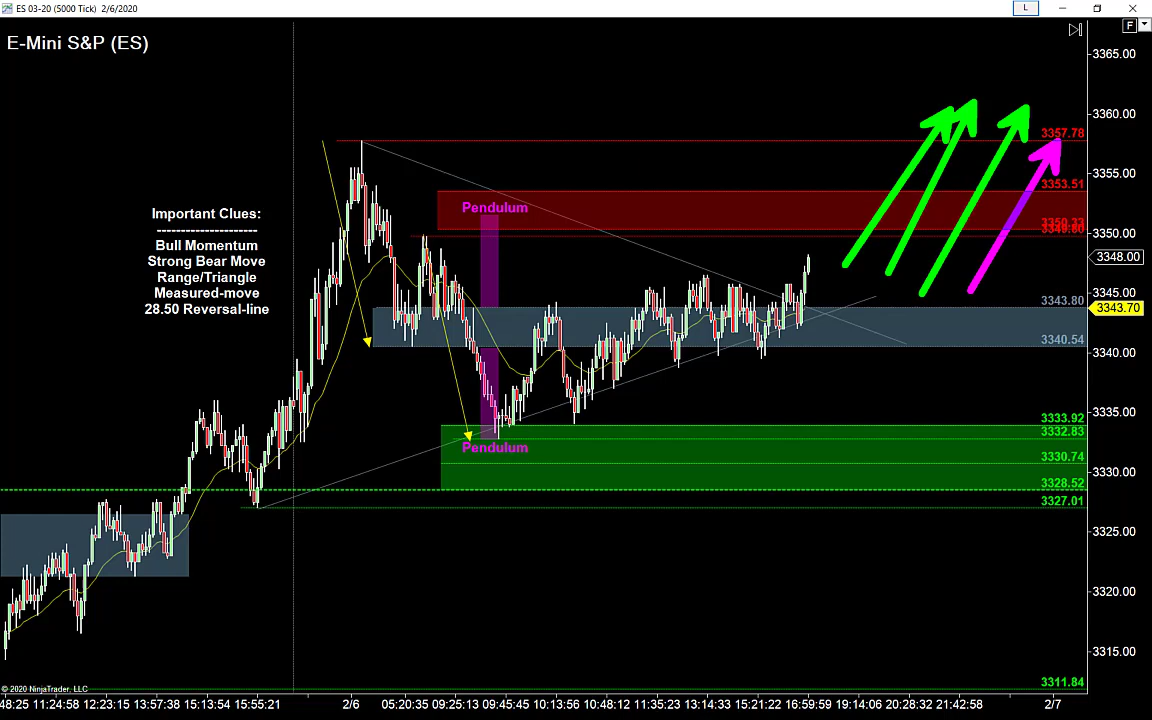 ES 03-20 (5000 Tick) 2/6/2020
L
F
E-Mini S&P (ES)
3365.00
3360.00
3357.78
3355.00
3353.51
Pendulum
Important Clues:
----------------------
Bull Momentum
Strong Bear Move
Range/Triangle
Measured-move
28.50 Reversal-line
3350.00
3348.00
3345.00
3343.80
3343.70
3340.54
3340.00
3335.00
3333.92
3332.83
Pendulum
3330.74
3330.00
3328.52
3327.01
3325.00
3320.00
3315.00
3311.84
© 2020 NinjaTrader, LLC
48:25 11:24:58 12:23:15 13:57:38 15:13:54 15:55:21 2/6 05:20:35 09:25:13 09:45:45 10:13:56 10:48:12 11:35:23 13:14:33 15:21:22 16:59:59 19:14:06 20:28:32 21:42:58 2/7